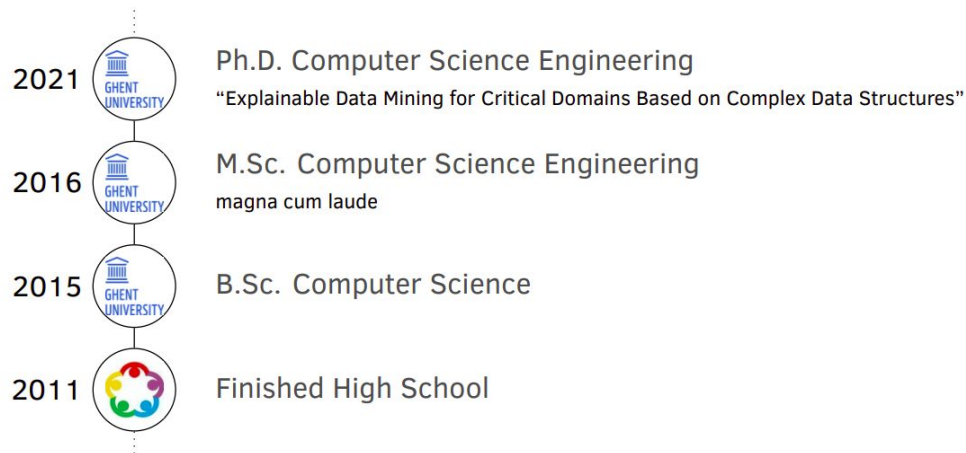 2021
GHENT
UNIVERSITY
Ph.D. Computer Science Engineering
“Explainable Data Mining for Critical Domains Based on Complex Data Structures”
2016
GHENT
UNIVERSITY
M.Sc. Computer Science Engineering
magna cum laude
2015
GHENT
UNIVERSITY
B.Sc. Computer Science
2011
Finished High School